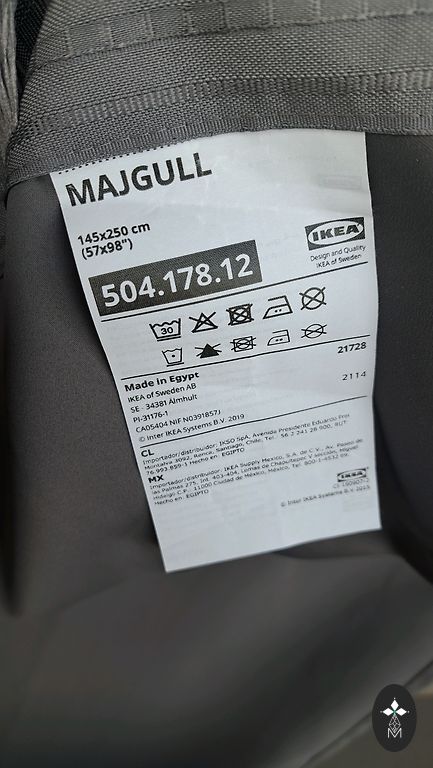 MAJGULL
145x250 cm
(57x98")
504.178.12
IKEA
Design and Quality
IKEA of Sweden
30
21728
Made in Egypt
IKEA of Sweden AB
SE - 34381 Älmhult
2114
PI-31176-1
CA05404 NIF N0391857J
© Inter IKEA Systems B.V. 2019
CL
Importador/distribuidor: IKSO SpA, Avenida Presidente Eduardo Frei
Montalva 3092, Renca, Santiago, Chile, Tel.: 56 2 241 28 900, RUT
76.993.859-1 Hecho en : EGIPTO
MX
Importador/distribuidor: IKEA Supply Mexico, S.A. de C.V., Av. Paseo de
las Palmas 275, Int. 403-404, Lomas de Chapultepec V sección, Miguel
Hidalgo C.P. 11000 Ciudad de México, México, Tel. 800-1-4532 09.
Hecho en: EGIPTO
IKEA
© Inter IKEA Systems B.V.
M